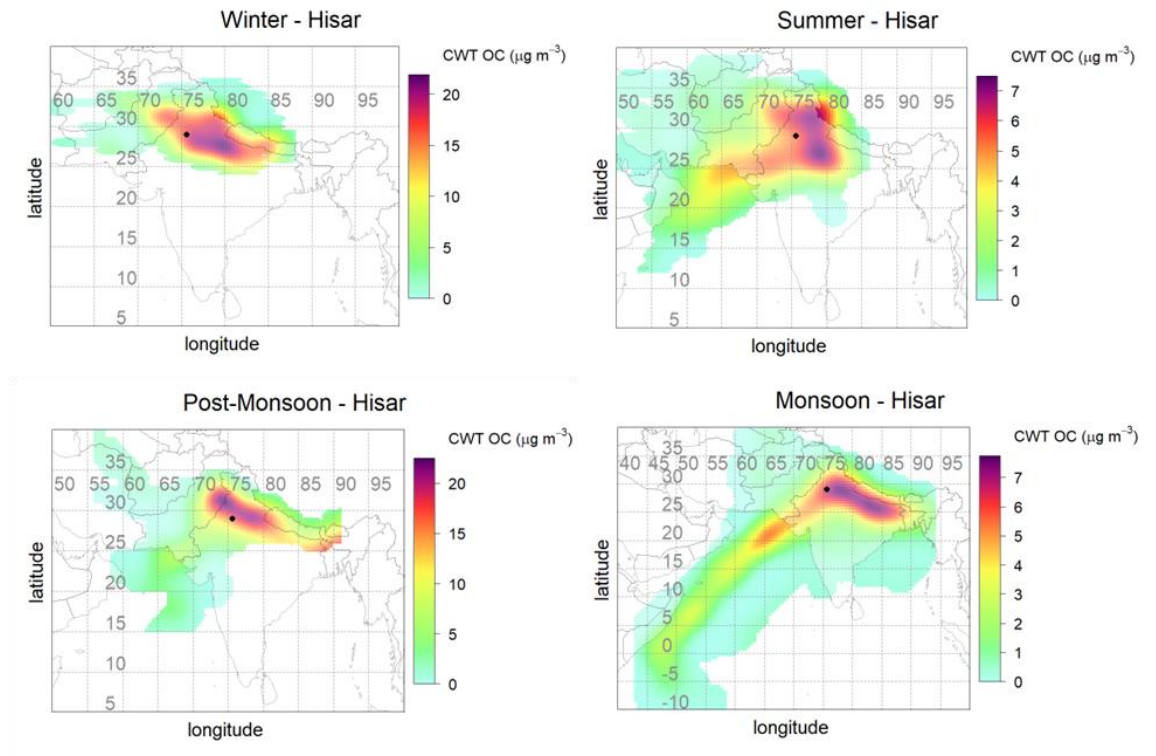 Winter - Hisar
CWT OC (μg m⁻³)
35
60 65 70 75 80 85 90 95
30
25
20
15
10
5
20
15
10
5
0
latitude
longitude
Summer - Hisar
CWT OC (μg m⁻³)
35
50 55 60 65 70 75 80 85 90 95
30
25
20
15
10
5
7
6
5
4
3
2
1
0
latitude
longitude
Post-Monsoon - Hisar
CWT OC (μg m⁻³)
35
50 55 60 65 70 75 80 85 90 95
30
25
20
15
10
5
20
15
10
5
0
latitude
longitude
Monsoon - Hisar
CWT OC (μg m⁻³)
35
40 45 50 55 60 65 70 75 80 85 90 95
30
25
20
15
10
5
0
-5
-10
7
6
5
4
3
2
1
0
latitude
longitude